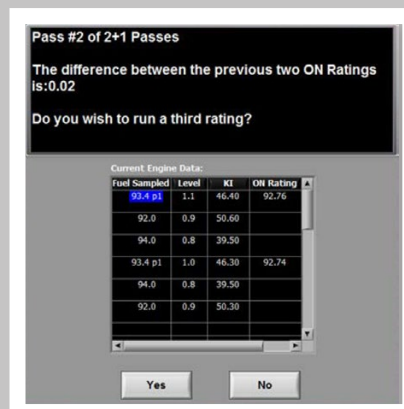 Pass #2 of 2+1 Passes
The difference between the previous two ON Ratings
is:0.02
Do you wish to run a third rating?
Current Engine Data:
Fuel Sampled Level KI ON Rating
93.4 p1 1.1 46.40 92.76
92.0 0.9 50.60
94.0 0.8 39.50
93.4 p1 1.0 46.30 92.74
94.0 0.8 39.50
92.0 0.9 50.30
Yes No